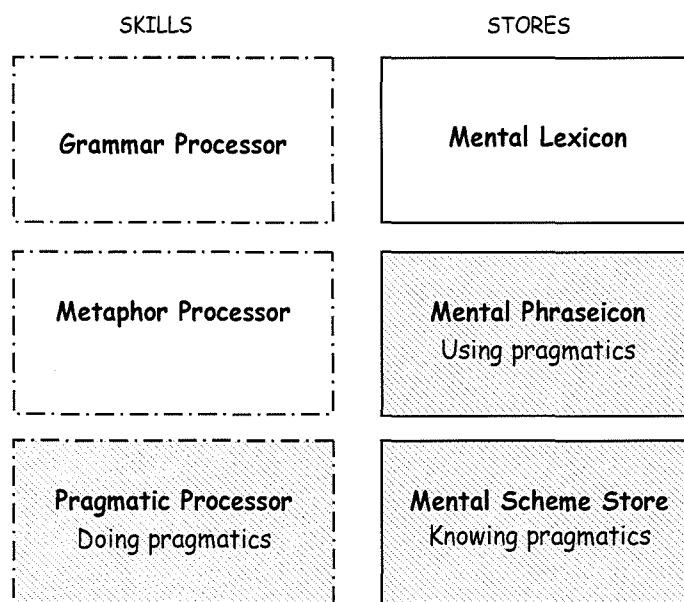 SKILLS
STORES
Grammar Processor
Mental Lexicon
Metaphor Processor
Mental Phraseicon
Using pragmatics
Pragmatic Processor
Doing pragmatics
Mental Scheme Store
Knowing pragmatics